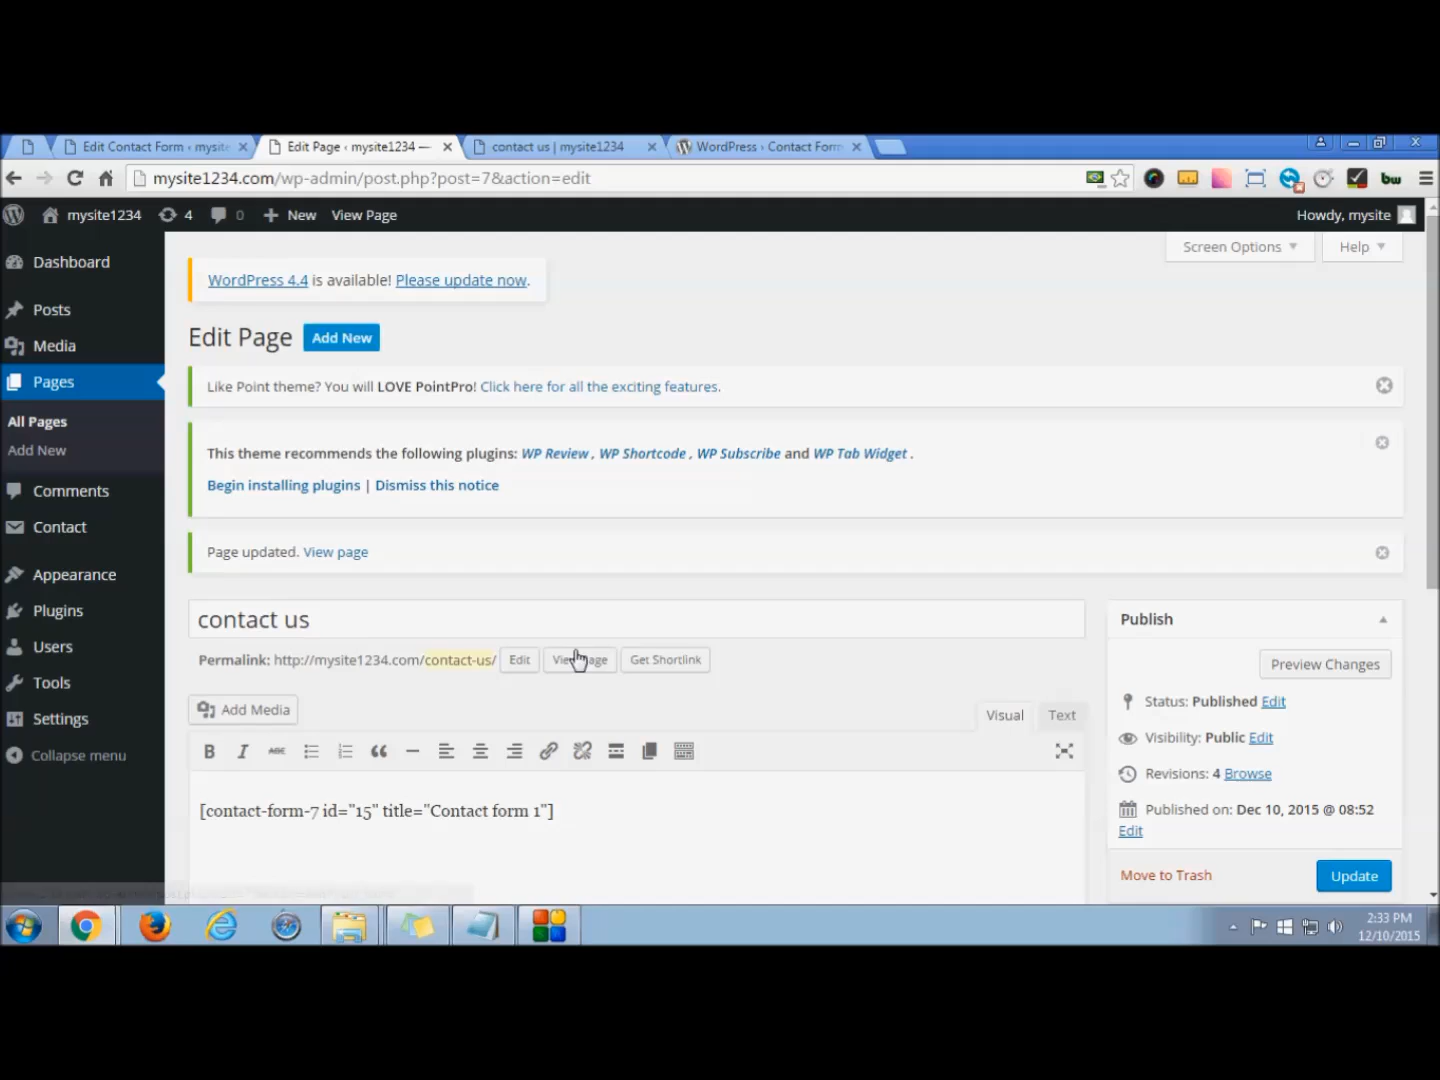 Edit Contact Form ‹ mysite
Edit Page ‹ mysite1234 —
contact us | mysite1234
WordPress › Contact Form
mysite1234.com/wp-admin/post.php?post=7&action=edit
bw
mysite1234 4 0 New View Page Howdy, mysite
Screen Options Help
Dashboard
Posts
Media
Pages
All Pages
Add New
Comments
Contact
Appearance
Plugins
Users
Tools
Settings
Collapse menu
WordPress 4.4 is available! Please update now.
Edit Page Add New
Like Point theme? You will LOVE PointPro! Click here for all the exciting features.
This theme recommends the following plugins: WP Review , WP Shortcode , WP Subscribe and WP Tab Widget .
Begin installing plugins | Dismiss this notice
Page updated. View page
contact us
Permalink: http://mysite1234.com/contact-us/ Edit View Page Get Shortlink
Add Media
Visual Text
B I ABC
[contact-form-7 id="15" title="Contact form 1"]
Publish
Preview Changes
Status: Published Edit
Visibility: Public Edit
Revisions: 4 Browse
Published on: Dec 10, 2015 @ 08:52
Edit
Move to Trash Update
2:33 PM
12/10/2015